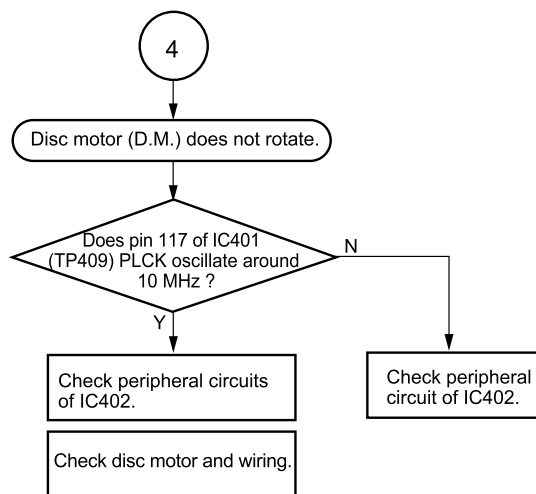 4
Disc motor (D.M.) does not rotate.
Does pin 117 of IC401
(TP409) PLCK oscillate around
10 MHz ?
N
Y
Check peripheral circuits
of IC402.
Check peripheral
circuit of IC402.
Check disc motor and wiring.